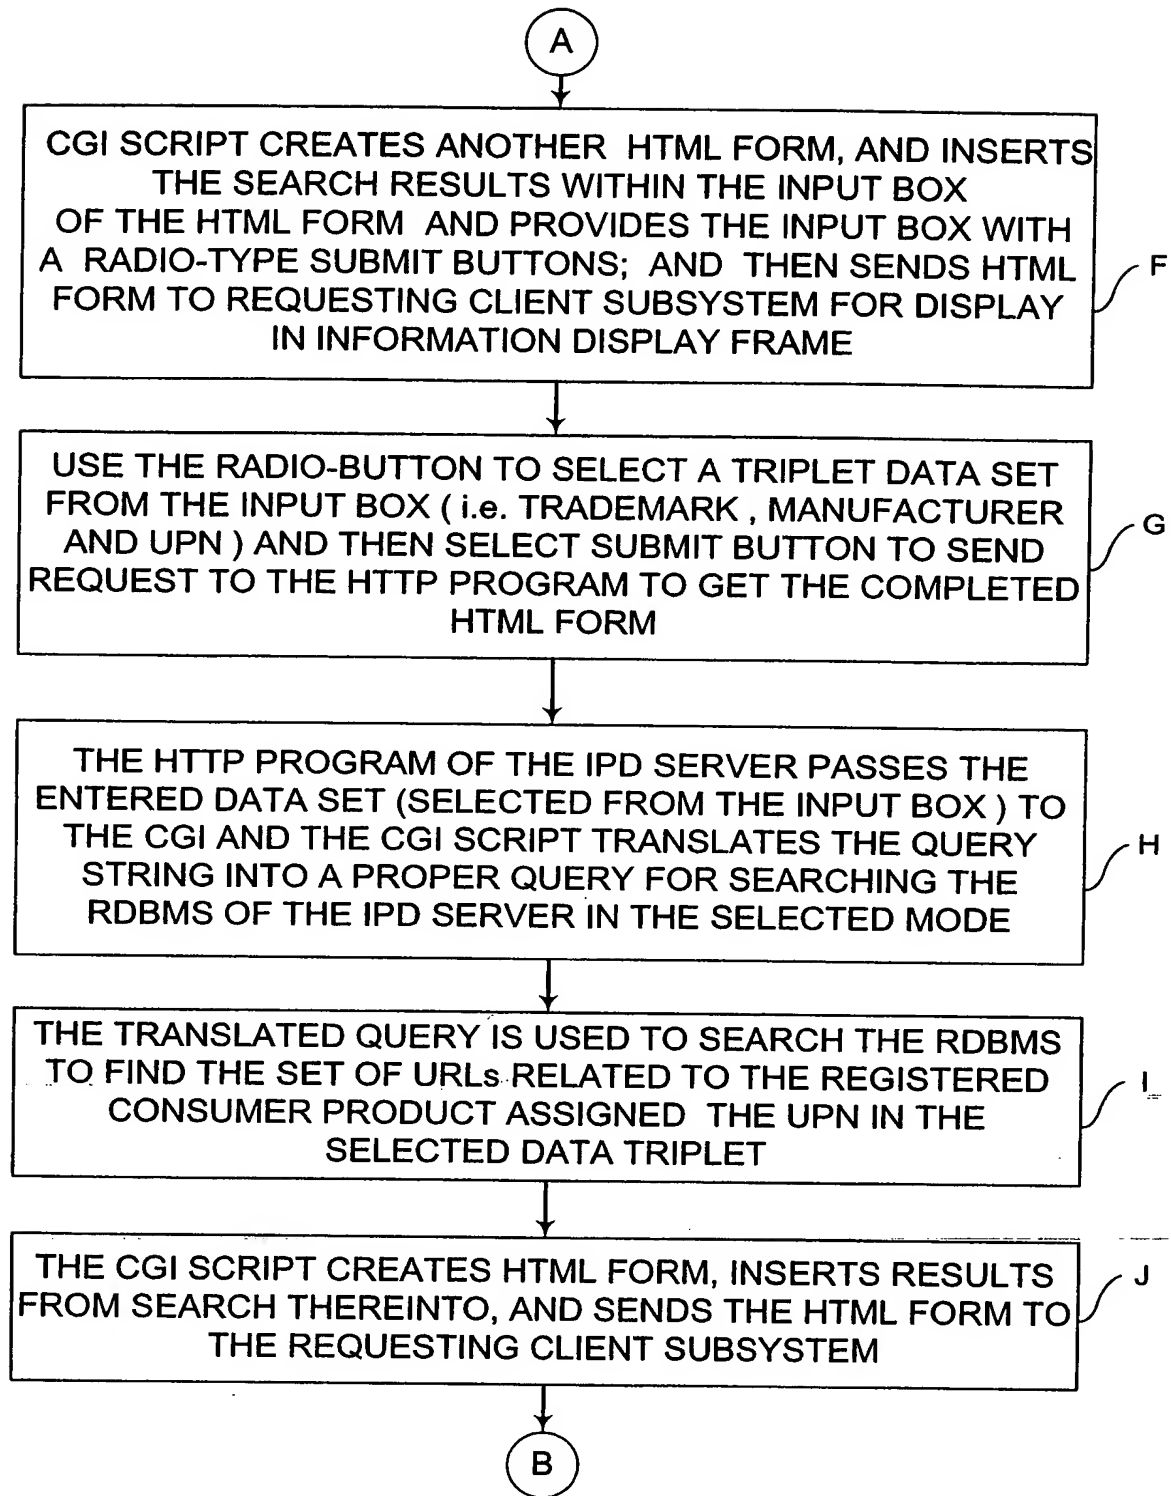 A
CGI SCRIPT CREATES ANOTHER HTML FORM, AND INSERTS
THE SEARCH RESULTS WITHIN THE INPUT BOX
OF THE HTML FORM AND PROVIDES THE INPUT BOX WITH
A RADIO-TYPE SUBMIT BUTTONS; AND THEN SENDS HTML
FORM TO REQUESTING CLIENT SUBSYSTEM FOR DISPLAY
IN INFORMATION DISPLAY FRAME
F
USE THE RADIO-BUTTON TO SELECT A TRIPLET DATA SET
FROM THE INPUT BOX ( i.e. TRADEMARK , MANUFACTURER
AND UPN ) AND THEN SELECT SUBMIT BUTTON TO SEND
REQUEST TO THE HTTP PROGRAM TO GET THE COMPLETED
HTML FORM
G
THE HTTP PROGRAM OF THE IPD SERVER PASSES THE
ENTERED DATA SET (SELECTED FROM THE INPUT BOX ) TO
THE CGI AND THE CGI SCRIPT TRANSLATES THE QUERY
STRING INTO A PROPER QUERY FOR SEARCHING THE
RDBMS OF THE IPD SERVER IN THE SELECTED MODE
H
THE TRANSLATED QUERY IS USED TO SEARCH THE RDBMS
TO FIND THE SET OF URLs RELATED TO THE REGISTERED
CONSUMER PRODUCT ASSIGNED THE UPN IN THE
SELECTED DATA TRIPLET
I
THE CGI SCRIPT CREATES HTML FORM, INSERTS RESULTS
FROM SEARCH THEREINTO, AND SENDS THE HTML FORM TO
THE REQUESTING CLIENT SUBSYSTEM
J
B